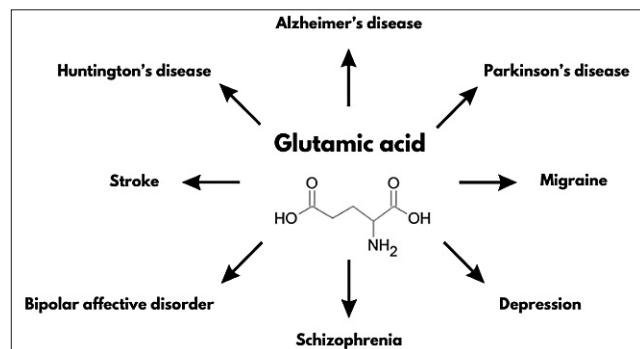 Alzheimer's disease
Huntington's disease
Parkinson's disease
Glutamic acid
Stroke
Migraine
O
O
HO
OH
NH2
Bipolar affective disorder
Depression
Schizophrenia